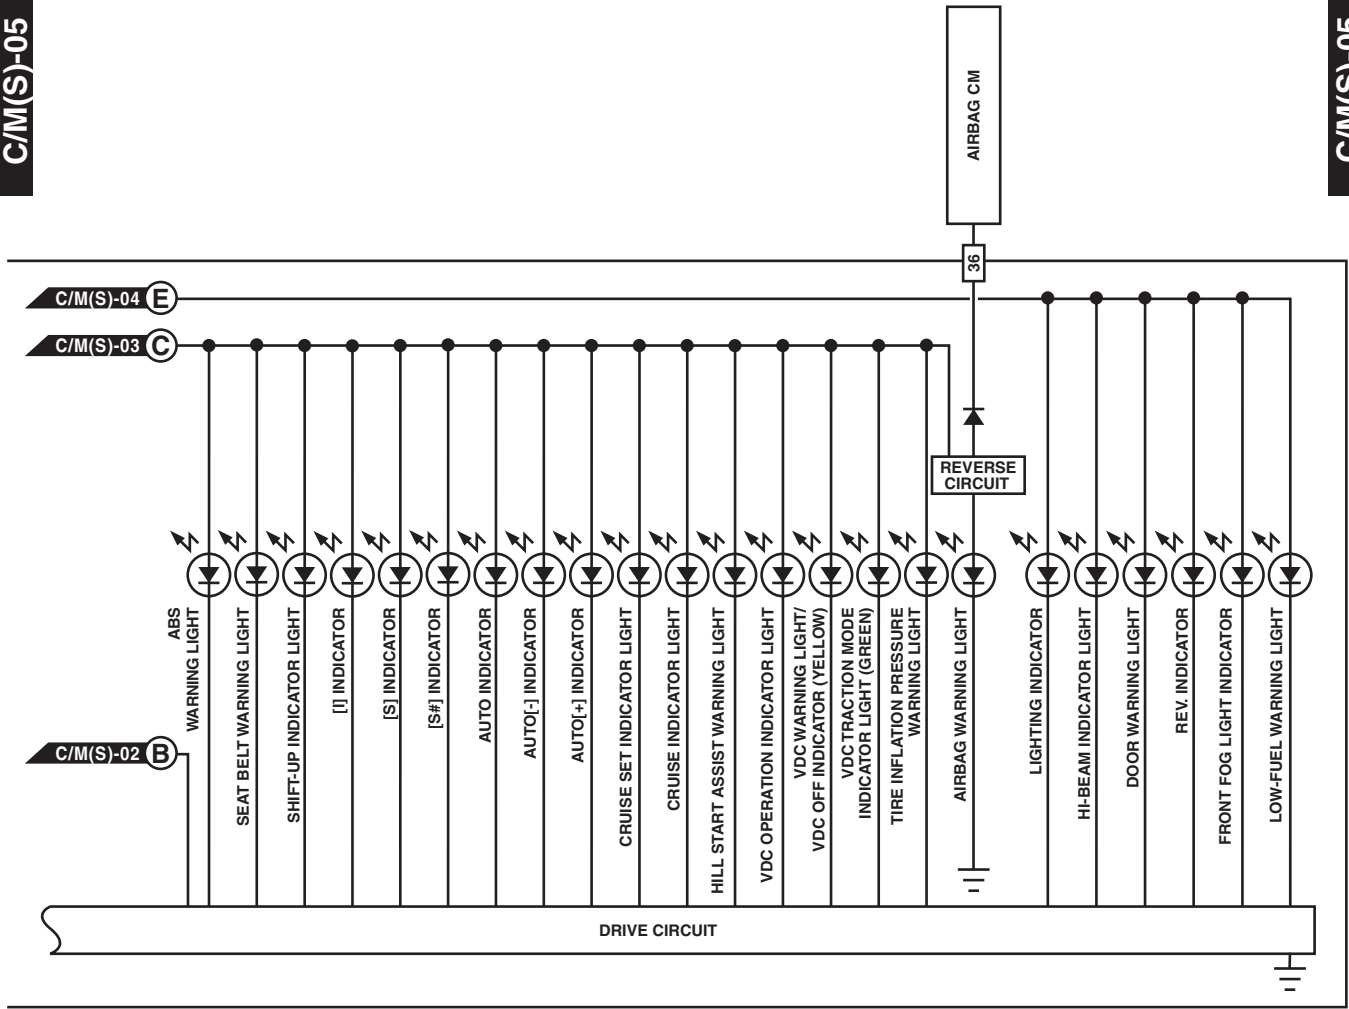 C/M(S)-05
C/M(S)-05
AIRBAG CM
36
C/M(S)-04 E
C/M(S)-03 C
REVERSE
CIRCUIT
ABS
WARNING LIGHT
SEAT BELT WARNING LIGHT
SHIFT-UP INDICATOR LIGHT
[I] INDICATOR
[S] INDICATOR
[S#] INDICATOR
AUTO INDICATOR
AUTO[-] INDICATOR
AUTO[+] INDICATOR
CRUISE SET INDICATOR LIGHT
CRUISE INDICATOR LIGHT
HILL START ASSIST WARNING LIGHT
VDC OPERATION INDICATOR LIGHT
VDC WARNING LIGHT/
VDC OFF INDICATOR (YELLOW)
VDC TRACTION MODE
INDICATOR LIGHT (GREEN)
TIRE INFLATION PRESSURE
WARNING LIGHT
AIRBAG WARNING LIGHT
LIGHTING INDICATOR
HI-BEAM INDICATOR LIGHT
DOOR WARNING LIGHT
REV. INDICATOR
FRONT FOG LIGHT INDICATOR
LOW-FUEL WARNING LIGHT
C/M(S)-02 B
DRIVE CIRCUIT